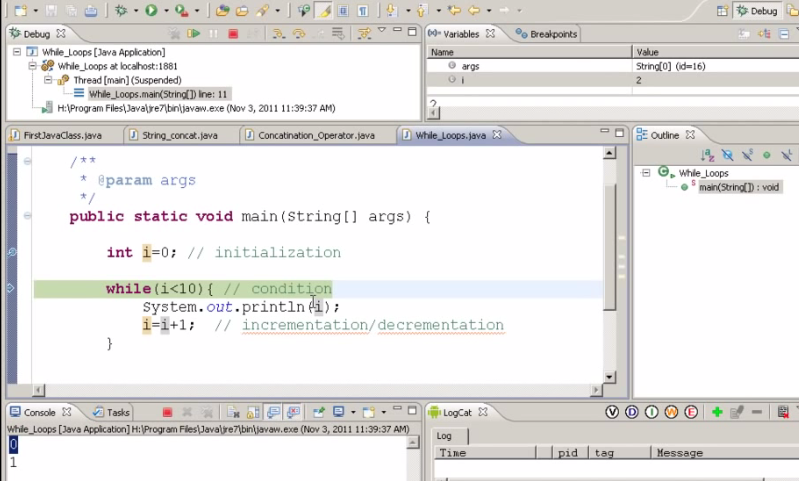 Debug
Debug
While_Loops [Java Application]
While_Loops at localhost:1881
Thread [main] (Suspended)
While_Loops.main(String[]) line: 11
H:\Program Files\Java\jre7\bin\javaw.exe (Nov 3, 2011 11:39:37 AM)
Variables
Breakpoints
Name Value
args String[0] (id=16)
i 2
2
FirstJavaClass.java String_concat.java Concatination_Operator.java While_Loops.java
/**
* @param args
*/
public static void main(String[] args) {
int i=0; // initialization
while(i<10){ // condition
System.out.println(i);
i=i+1; // incrementation/decrementation
}
Outline
While_Loops
main(String[]) : void
Console Tasks
While_Loops [Java Application] H:\Program Files\Java\jre7\bin\javaw.exe (Nov 3, 2011 11:39:37 AM)
0
1
LogCat
V D I W E
Log
Time pid tag Message